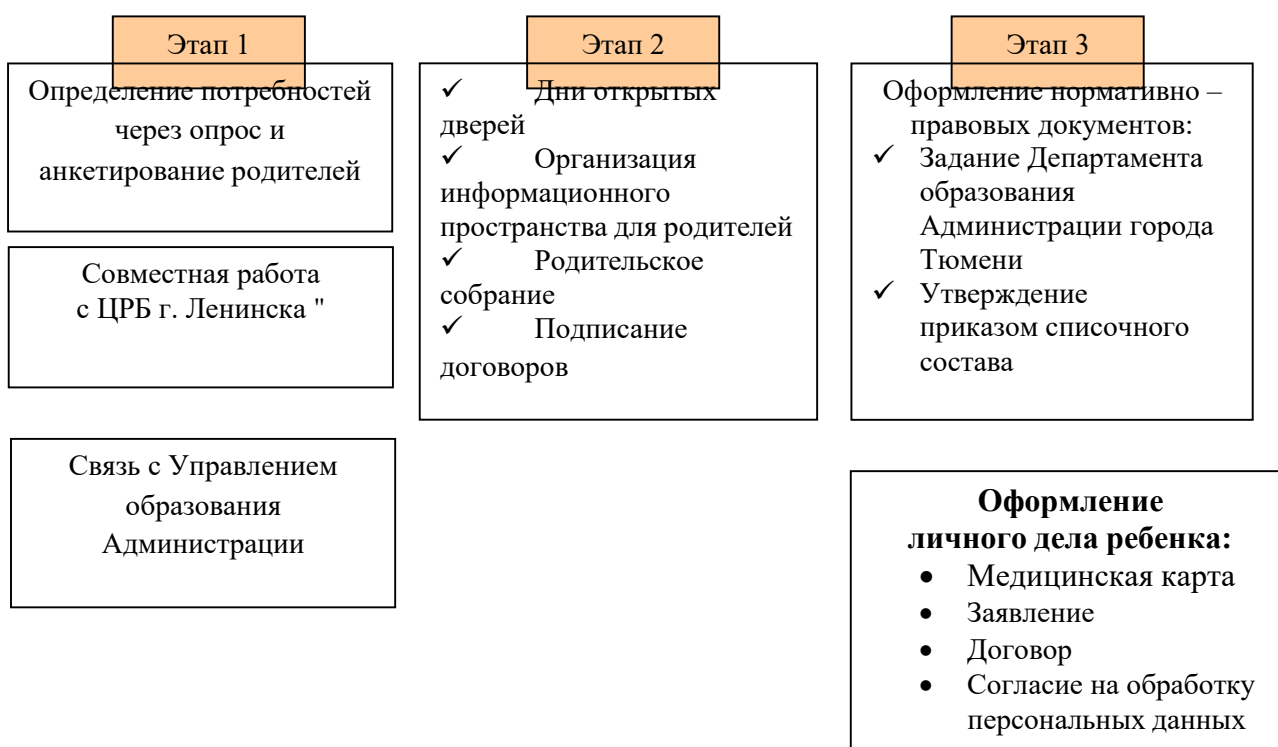 Этап 1
Определение потребностей
через опрос и
анкетирование родителей
Совместная работа
с ЦРБ г. Ленинска "
Связь с Управлением
образования
Администрации
Этап 2
✓ Дни открытых
дверей
✓ Организация
информационного
пространства для родителей
✓ Родительское
собрание
✓ Подписание
договоров
Этап 3
Оформление нормативно –
правовых документов:
✓ Задание Департамента
образования
Администрации города
Тюмени
✓ Утверждение
приказом списочного
состава
Оформление
личного дела ребенка:
• Медицинская карта
• Заявление
• Договор
• Согласие на обработку
персональных данных